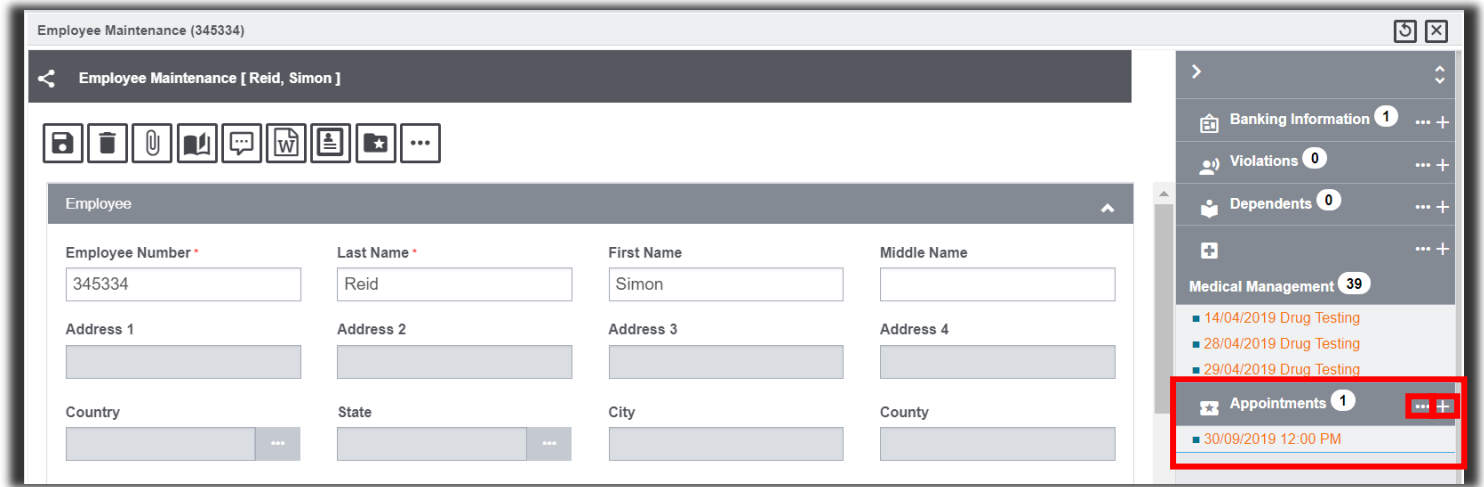 Employee Maintenance (345334)
Employee Maintenance [ Reid, Simon ]
W
Employee
Employee Number * Last Name * First Name Middle Name
345334 Reid Simon
Address 1 Address 2 Address 3 Address 4
Country State City County
Banking Information 1
Violations 0
Dependents 0
Medical Management 39
14/04/2019 Drug Testing
28/04/2019 Drug Testing
29/04/2019 Drug Testing
Appointments 1
30/09/2019 12:00 PM